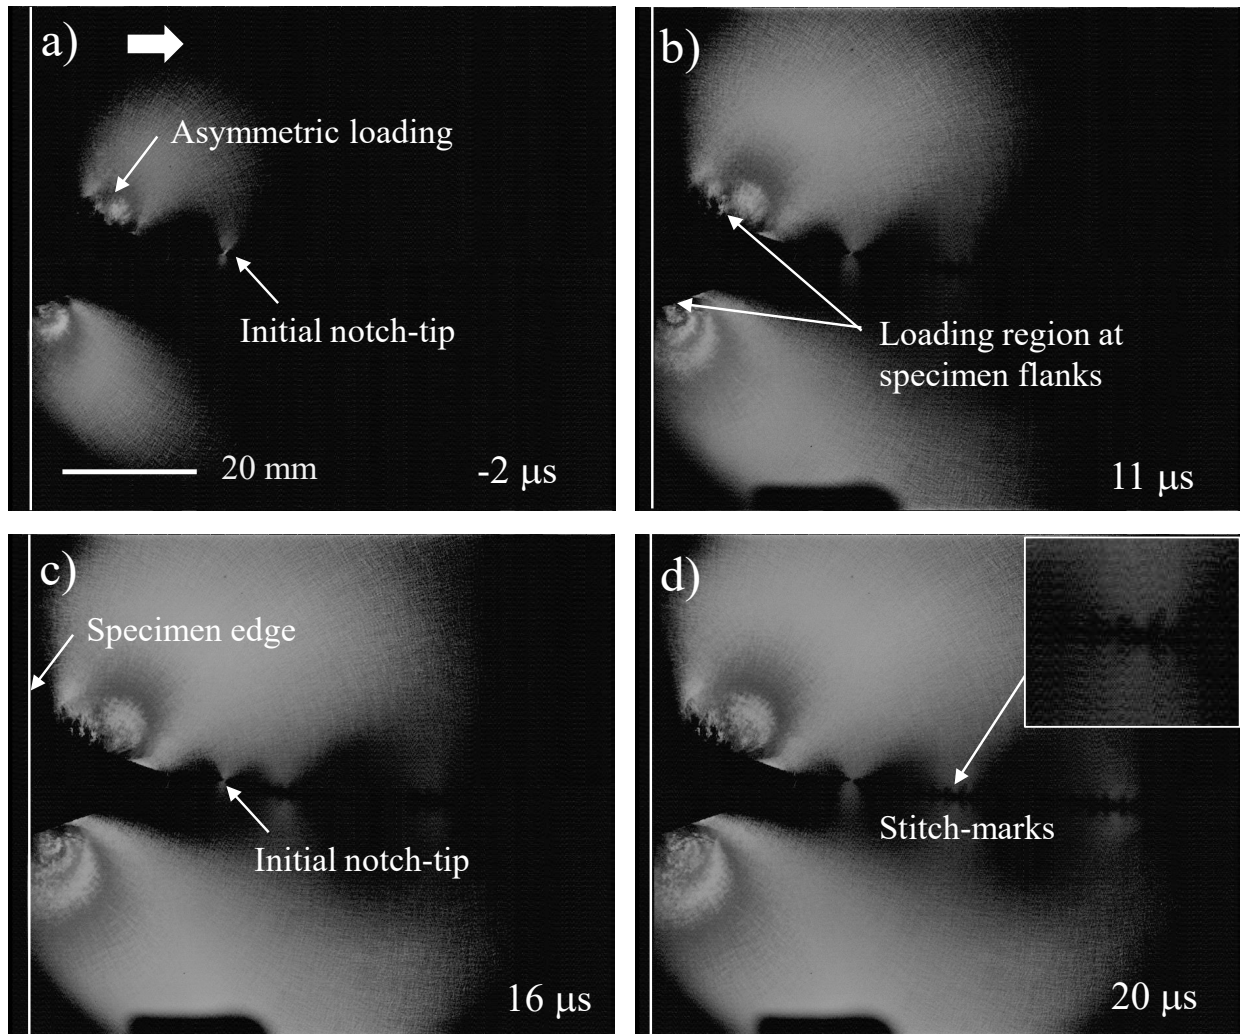 a)
Asymmetric loading
Initial notch-tip
20 mm
-2 μs
b)
Loading region at
specimen flanks
11 μs
c)
Specimen edge
Initial notch-tip
16 μs
d)
Stitch-marks
20 μs